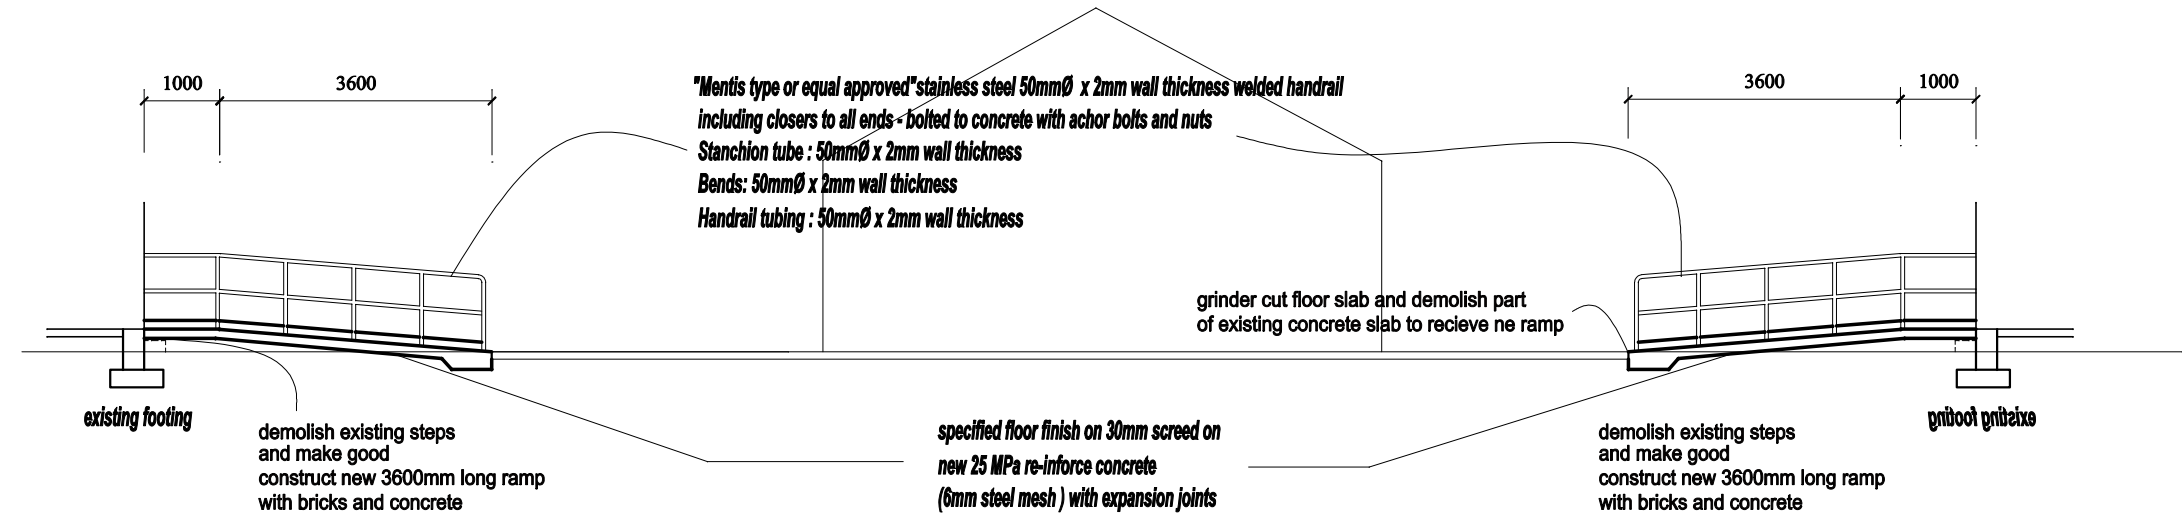 1000
3600
"Mentis type or equal approved"stainless steel 50mmØ x 2mm wall thickness welded handrail
including closers to all ends - bolted to concrete with achor bolts and nuts
Stanchion tube : 50mmØ x 2mm wall thickness
Bends: 50mmØ x 2mm wall thickness
Handrail tubing : 50mmØ x 2mm wall thickness
3600
1000
grinder cut floor slab and demolish part
of existing concrete slab to recieve ne ramp
existing footing
demolish existing steps
and make good
construct new 3600mm long ramp
with bricks and concrete
specified floor finish on 30mm screed on
new 25 MPa re-inforce concrete
(6mm steel mesh ) with expansion joints
existing footing
demolish existing steps
and make good
construct new 3600mm long ramp
with bricks and concrete